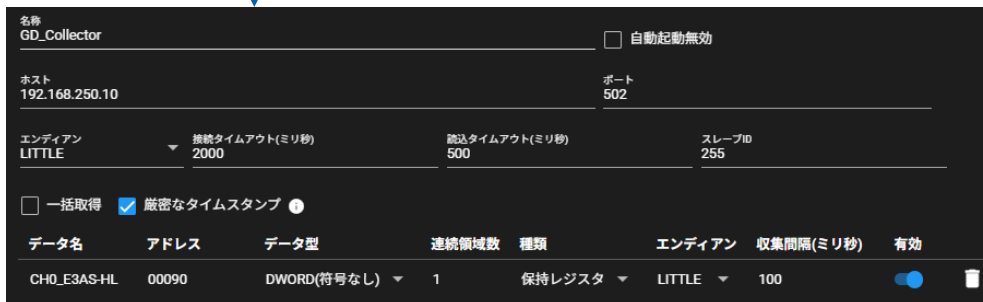 名称
GD_Collector
自動起動無効
ホスト
192.168.250.10
ポート
502
エンディアン
LITTLE
接続タイムアウト(ミリ秒)
2000
読込タイムアウト(ミリ秒)
500
スレーブID
255
一括取得 厳密なタイムスタンプ i
データ名 アドレス データ型 連続領域数 種類 エンディアン 収集間隔(ミリ秒) 有効
CH0_E3AS-HL 00090 DWORD(符号なし) 1 保持レジスタ LITTLE 100